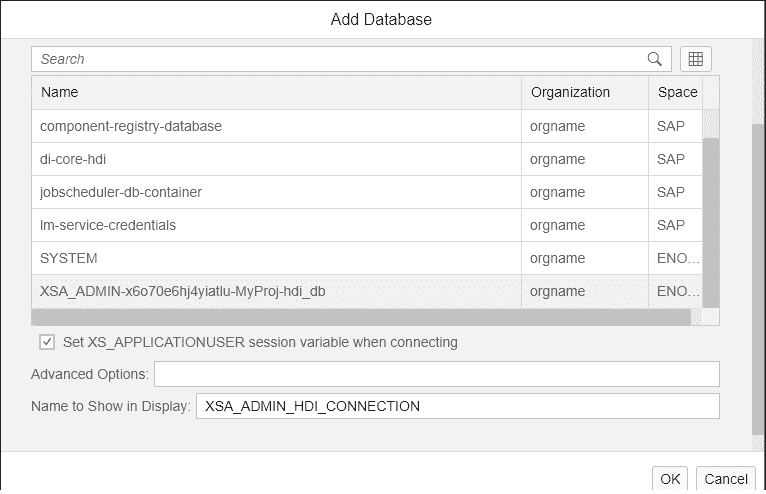 Add Database
Search
Name Organization Space
component-registry-database orgname SAP
di-core-hdi orgname SAP
jobscheduler-db-container orgname SAP
lm-service-credentials orgname SAP
SYSTEM orgname ENO...
XSA_ADMIN-x6o70e6hj4yiatlu-MyProj-hdi_db orgname ENO...
Set XS_APPLICATIONUSER session variable when connecting
Advanced Options:
Name to Show in Display: XSA_ADMIN_HDI_CONNECTION
OK Cancel